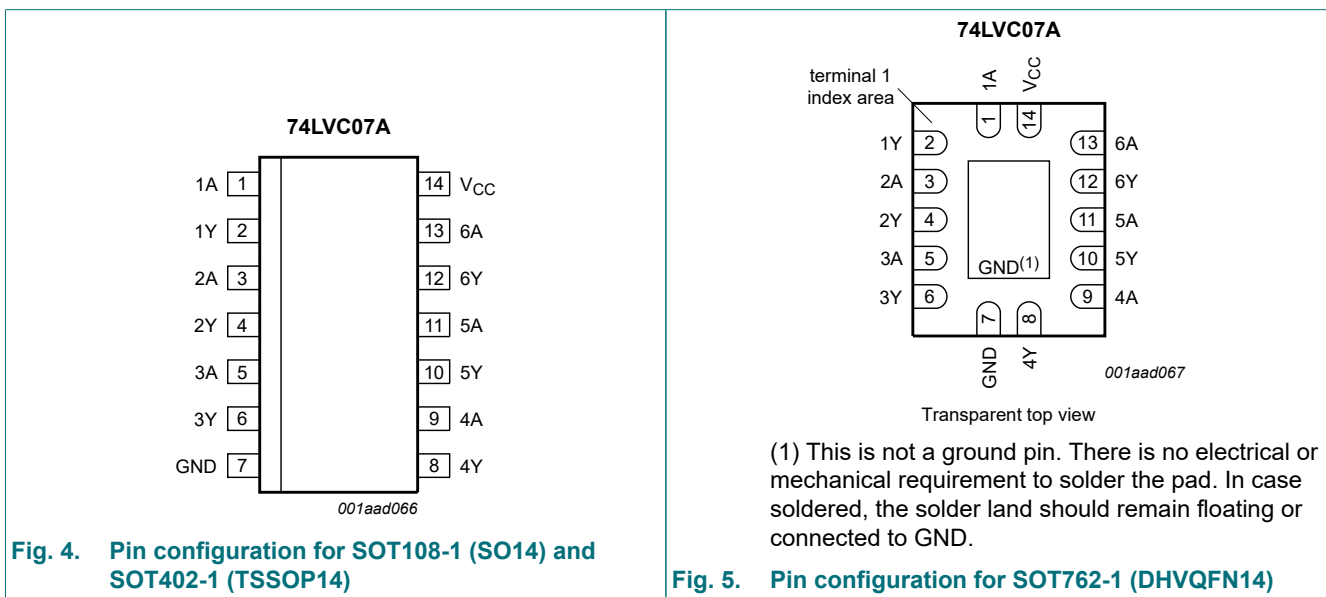 74LVC07A
1A 1 14 VCC
1Y 2 13 6A
2A 3 12 6Y
2Y 4 11 5A
3A 5 10 5Y
3Y 6 9 4A
GND 7 8 4Y
001aad066
Fig. 4. Pin configuration for SOT108-1 (SO14) and
SOT402-1 (TSSOP14)
74LVC07A
terminal 1
index area
1A VCC
1 14
1Y 2 13 6A
2A 3 12 6Y
2Y 4 11 5A
3A 5 10 5Y
GND(1)
3Y 6 9 4A
7 8
GND 4Y
001aad067
Transparent top view
(1) This is not a ground pin. There is no electrical or
mechanical requirement to solder the pad. In case
soldered, the solder land should remain floating or
connected to GND.
Fig. 5. Pin configuration for SOT762-1 (DHVQFN14)